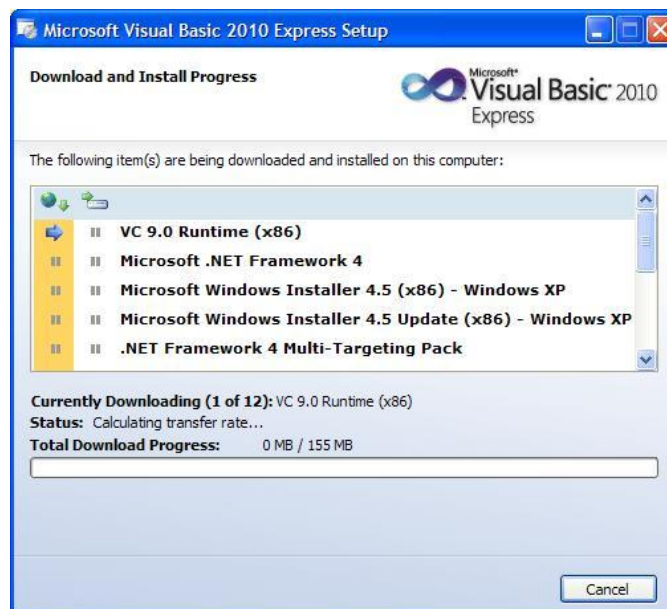 Microsoft Visual Basic 2010 Express Setup
Download and Install Progress
Microsoft®
Visual Basic® 2010
Express
The following item(s) are being downloaded and installed on this computer:
VC 9.0 Runtime (x86)
Microsoft .NET Framework 4
Microsoft Windows Installer 4.5 (x86) - Windows XP
Microsoft Windows Installer 4.5 Update (x86) - Windows XP
.NET Framework 4 Multi-Targeting Pack
Currently Downloading (1 of 12): VC 9.0 Runtime (x86)
Status: Calculating transfer rate...
Total Download Progress: 0 MB / 155 MB
Cancel